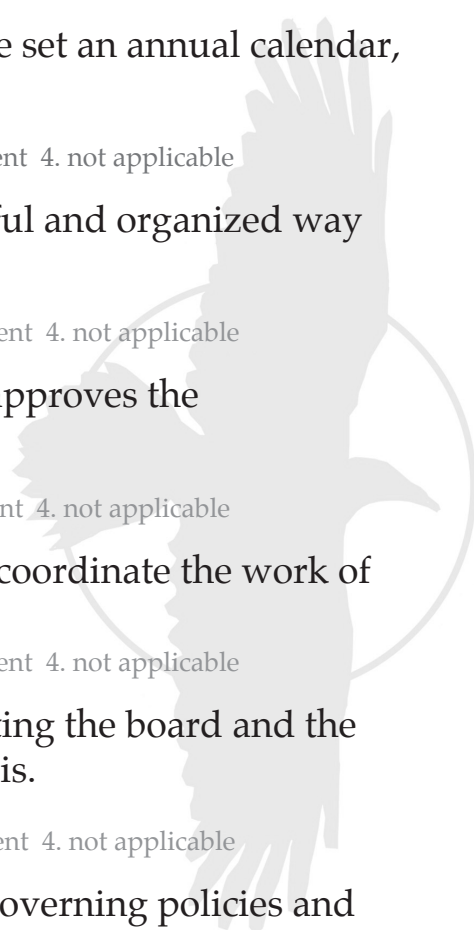 e set an annual calendar,
ent 4. not applicable
ful and organized way
ent 4. not applicable
pproves the
nt 4. not applicable
coordinate the work of
ent 4. not applicable
ting the board and the
is.
ent 4. not applicable
overning policies and